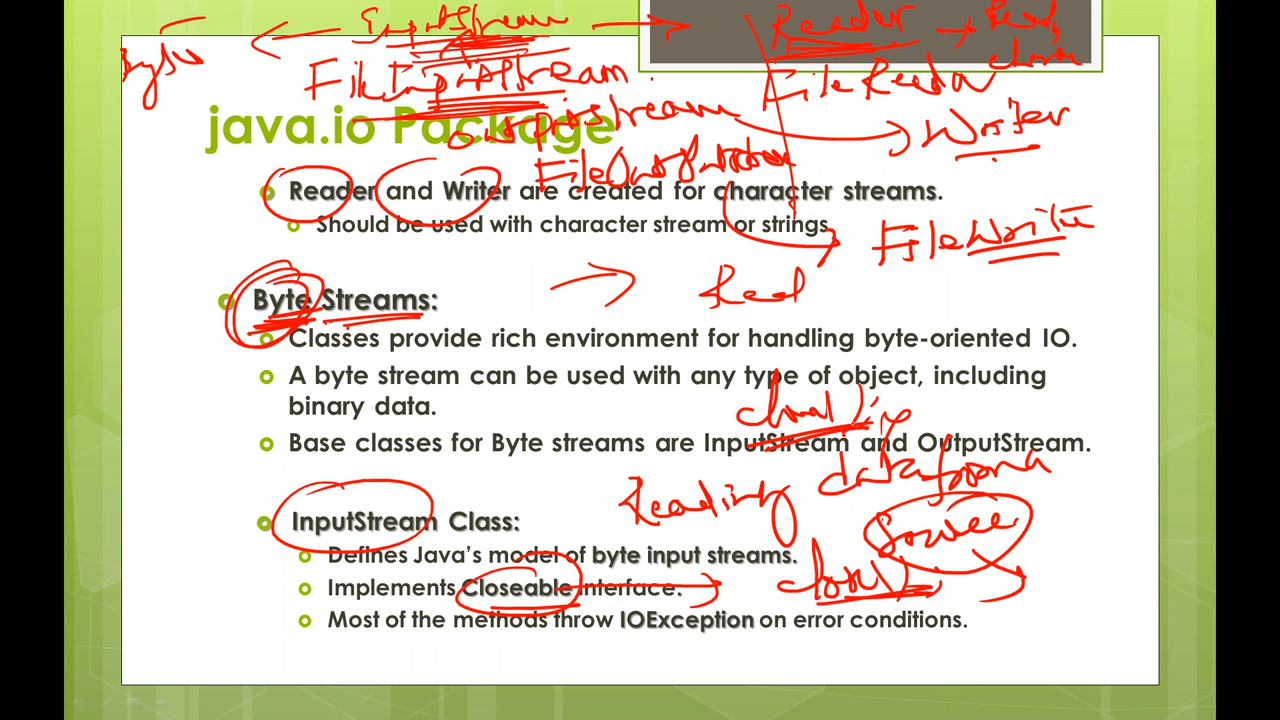 InputStream Reader Read
Bytes FileInputStream FileReader
outputstream Writer
java.io Package
FileOutputstream
Reader and Writer are created for character streams.
Should be used with character stream or strings
FileWriter
Read
Byte Streams:
Classes provide rich environment for handling byte-oriented IO.
A byte stream can be used with any type of object, including
binary data.
Base classes for Byte streams are InputStream and OutputStream.
Reading data from a
InputStream Class:
Source
Defines Java’s model of byte input streams.
Implements Closeable interface.
Most of the methods throw IOException on error conditions.